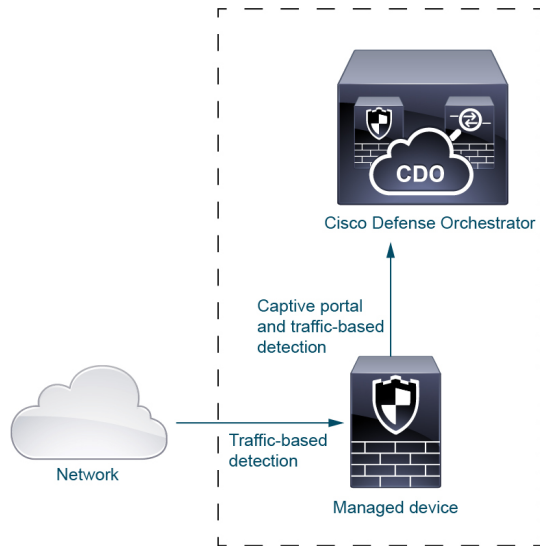 CDO
Cisco Defense Orchestrator
Captive portal
and traffic-based
detection
Traffic-based
detection
Network
Managed device